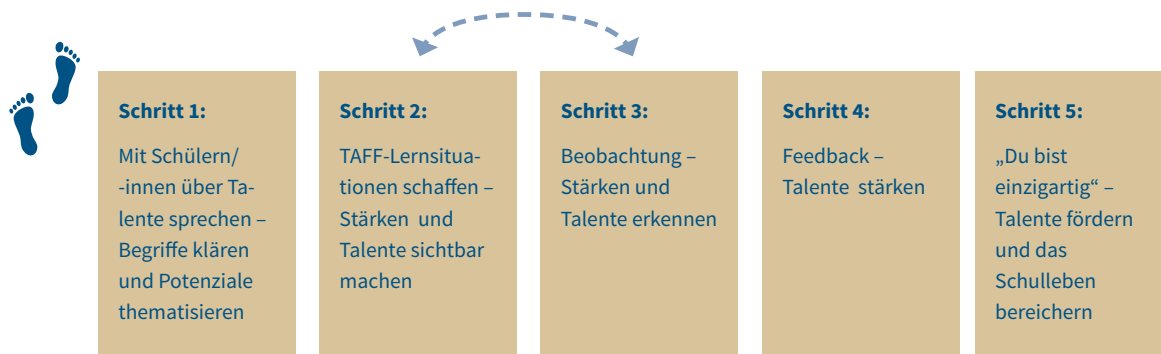 Schritt 1:
Mit Schülern/
-innen über Ta-
lente sprechen –
Begriffe klären
und Potenziale
thematisieren
Schritt 2:
TAFF-Lernsitua-
tionen schaffen –
Stärken und
Talente sichtbar
machen
Schritt 3:
Beobachtung –
Stärken und
Talente erkennen
Schritt 4:
Feedback –
Talente stärken
Schritt 5:
„Du bist
einzigartig“ –
Talente fördern
und das
Schulleben
bereichern